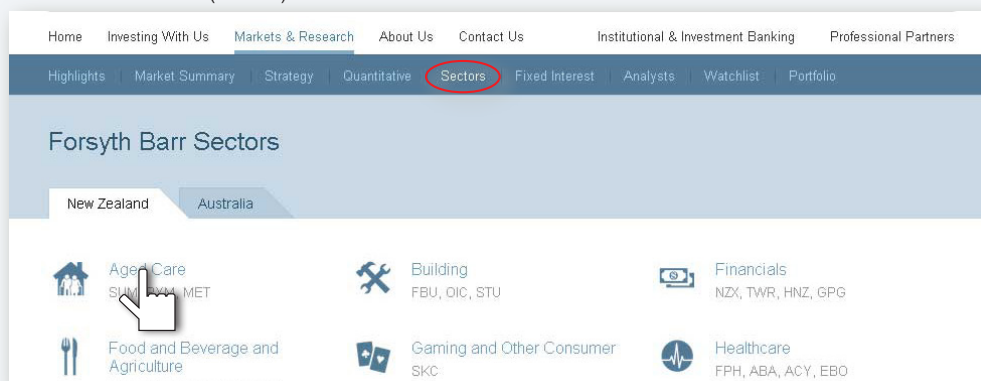 Home Investing With Us Markets & Research About Us Contact Us Institutional & Investment Banking Professional Partners
Highlights Market Summary Strategy Quantitative Sectors Fixed Interest Analysts Watchlist Portfolio
Forsyth Barr Sectors
New Zealand Australia
Aged Care Building Financials
SUM, RYM, MET FBU, OIC, STU NZX, TWR, HNZ, GPG
Food and Beverage and Gaming and Other Consumer Healthcare
Agriculture SKC FPH, ABA, ACY, EBO